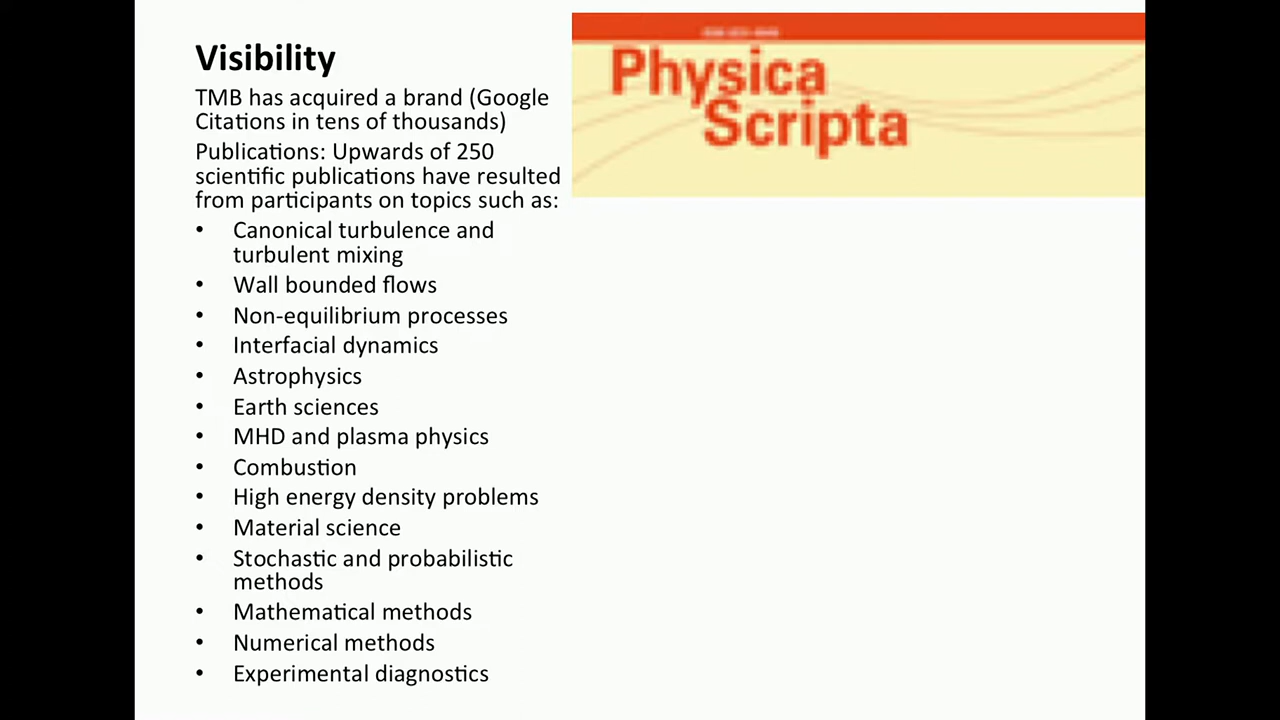 Visibility
TMB has acquired a brand (Google
Citations in tens of thousands)
Publications: Upwards of 250
scientific publications have resulted
from participants on topics such as:
• Canonical turbulence and
turbulent mixing
• Wall bounded flows
• Non-equilibrium processes
• Interfacial dynamics
• Astrophysics
• Earth sciences
• MHD and plasma physics
• Combustion
• High energy density problems
• Material science
• Stochastic and probabilistic
methods
• Mathematical methods
• Numerical methods
• Experimental diagnostics
Physica
Scripta